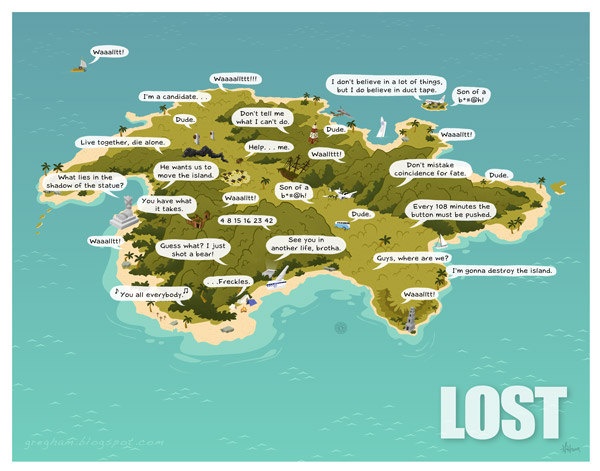 Waaalltt!
Waaaallttt!!!
I'm a candidate. . .
I don't believe in a lot of things,
but I do believe in duct tape.
Son of a
b*#@h!
Dude.
Don't tell me
what I can't do.
Dude.
Waaalltt!
Live together, die alone.
Help. . . me.
Waalttt!
He wants us to
move the island.
Don't mistake
coincidence for fate.
Dude.
What lies in the
shadow of the statue?
You have what
it takes.
Waaalltt!
Son of a
b*#@h!
4 8 15 16 23 42
Dude.
Every 108 minutes the
button must be pushed.
Waaalltt!
Guess what? I just
shot a bear!
See you in
another life, brotha.
Guys, where are we?
I'm gonna destroy the island.
. . .Freckles.
♪ You all everybody. ♫
Waaalltt!
LOST
gregham.blogspot.com